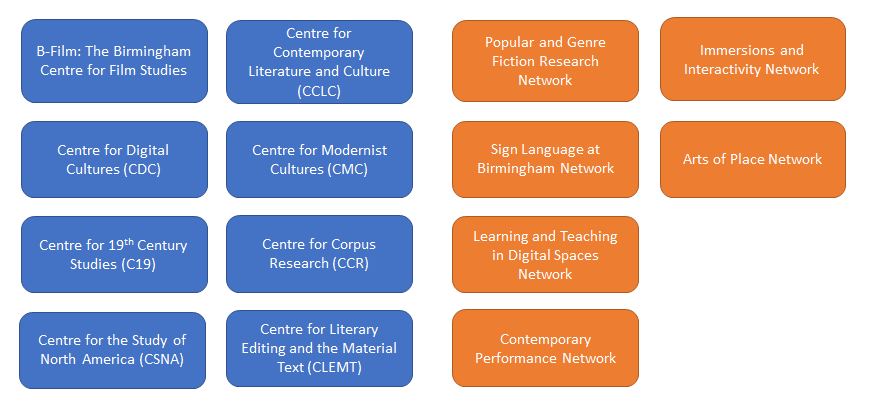 B-Film: The Birmingham
Centre for Film Studies
Centre for
Contemporary
Literature and Culture
(CCLC)
Popular and Genre
Fiction Research
Network
Immersions and
Interactivity Network
Centre for Digital
Cultures (CDC)
Centre for Modernist
Cultures (CMC)
Sign Language at
Birmingham Network
Arts of Place Network
Centre for 19th Century
Studies (C19)
Centre for Corpus
Research (CCR)
Learning and Teaching
in Digital Spaces
Network
Centre for the Study of
North America (CSNA)
Centre for Literary
Editing and the Material
Text (CLEMT)
Contemporary
Performance Network